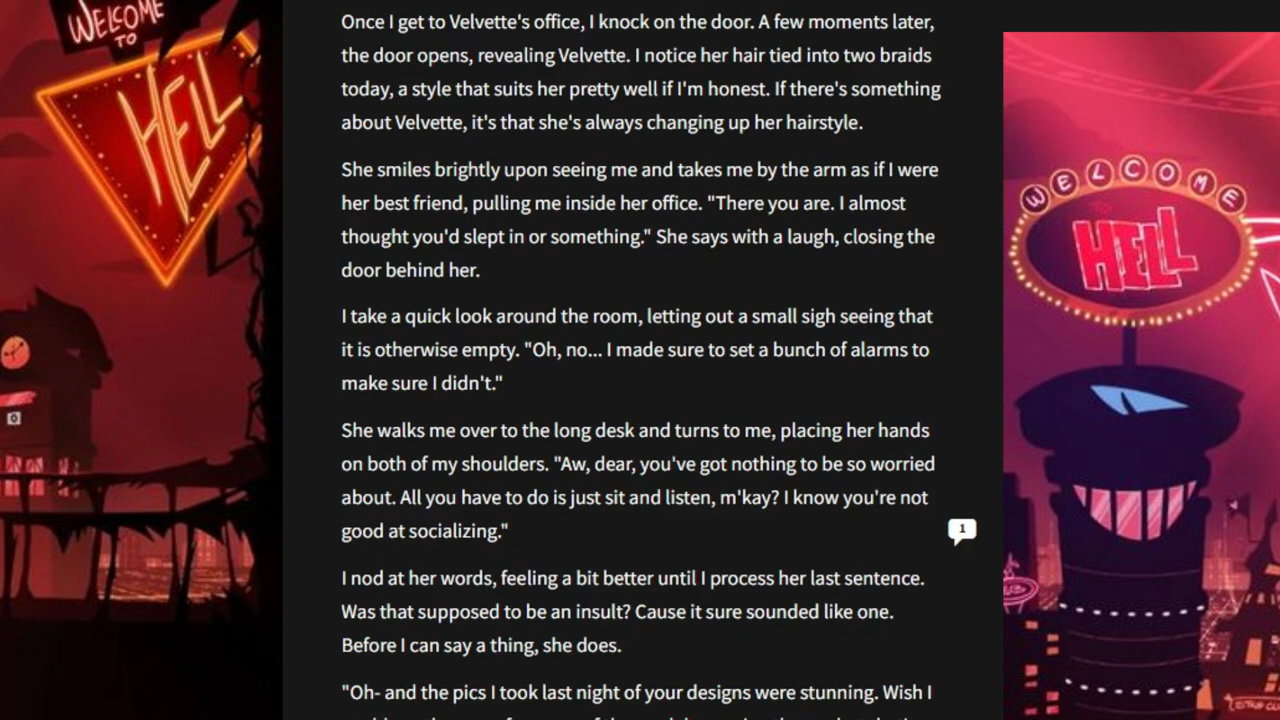 WELCOME
TO
HELL
Once I get to Velvette's office, I knock on the door. A few moments later,
the door opens, revealing Velvette. I notice her hair tied into two braids
today, a style that suits her pretty well if I'm honest. If there's something
about Velvette, it's that she's always changing up her hairstyle.
She smiles brightly upon seeing me and takes me by the arm as if I were
her best friend, pulling me inside her office. "There you are. I almost
thought you'd slept in or something." She says with a laugh, closing the
door behind her.
I take a quick look around the room, letting out a small sigh seeing that
it is otherwise empty. "Oh, no... I made sure to set a bunch of alarms to
make sure I didn't."
She walks me over to the long desk and turns to me, placing her hands
on both of my shoulders. "Aw, dear, you've got nothing to be so worried
about. All you have to do is just sit and listen, m'kay? I know you're not
good at socializing."
1
I nod at her words, feeling a bit better until I process her last sentence.
Was that supposed to be an insult? Cause it sure sounded like one.
Before I can say a thing, she does.
"Oh- and the pics I took last night of your designs were stunning. Wish I
WELCOME
TO
HELL